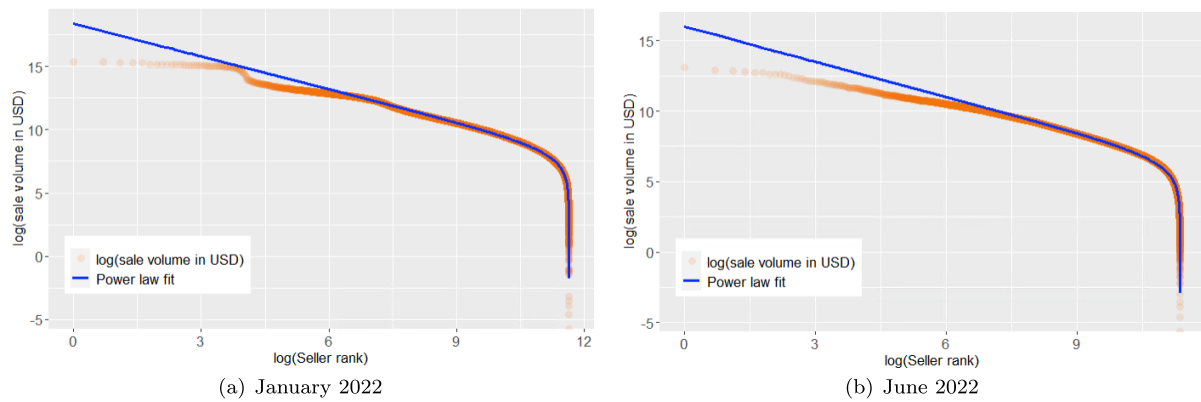 15
10
5
0
-5
log(sale volume in USD)
log(sale volume in USD)
Power law fit
0
3
6
9
12
log(Seller rank)
(a) January 2022
15
10
5
0
-5
log(sale volume in USD)
log(sale volume in USD)
Power law fit
0
3
6
9
log(Seller rank)
(b) June 2022